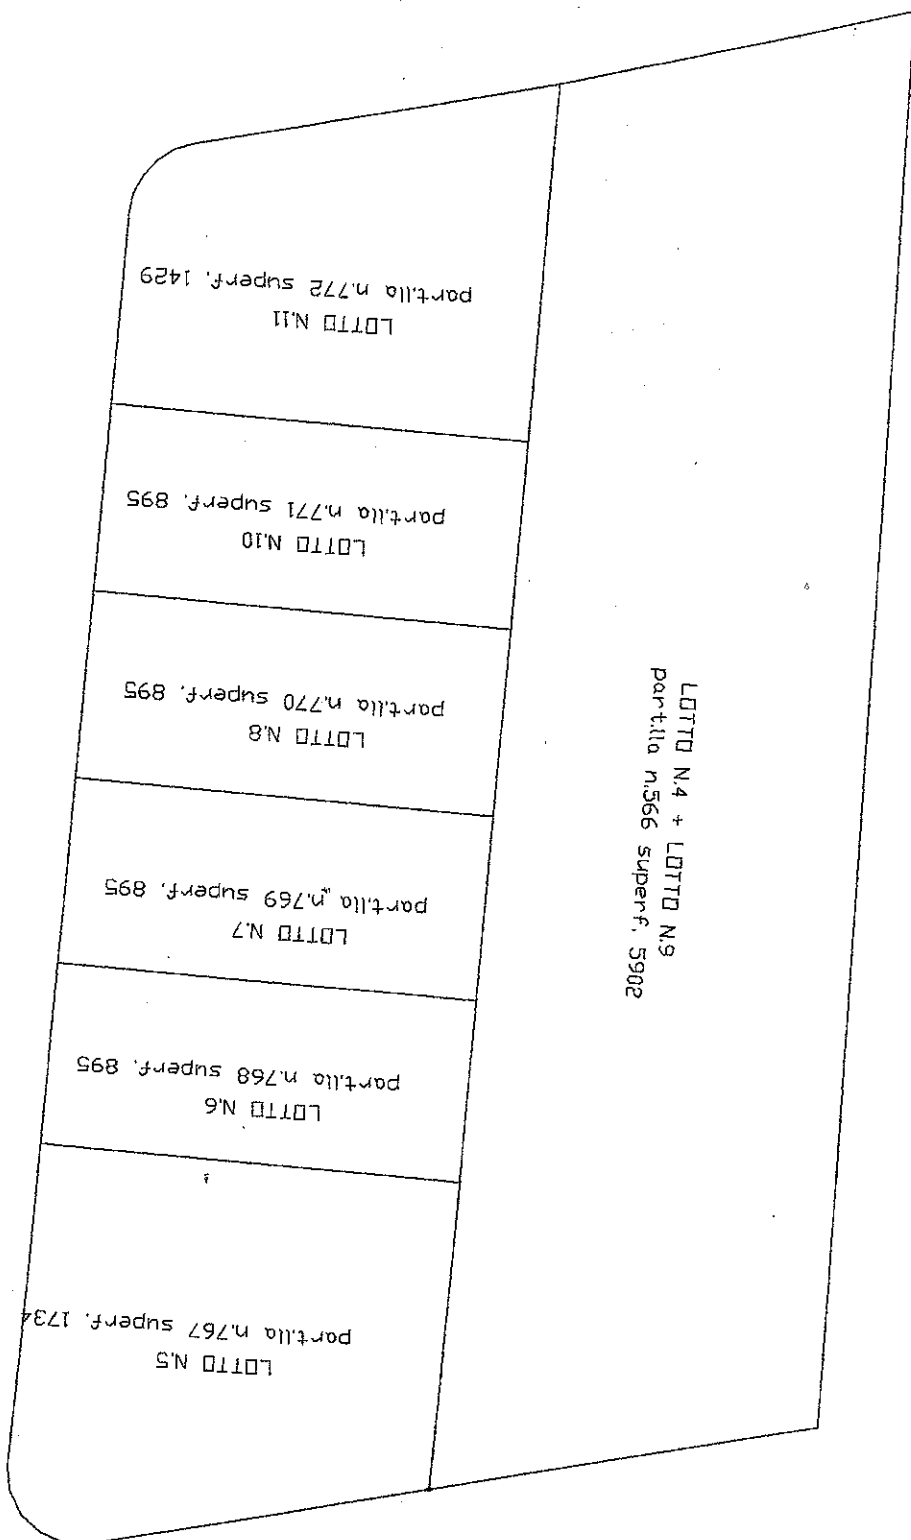 LOTTO N.11
part.lla n.772 superf. 1429
LOTTO N.10
part.lla n.771 superf. 895
LOTTO N.8
part.lla n.770 superf. 895
LOTTO N.7
part.lla n.769 superf. 895
LOTTO N.6
part.lla n.768 superf. 895
LOTTO N.5
part.lla n.767 superf. 1734
LOTTO N.4 + LOTTO N.9
part.lla n.566 superf. 5902